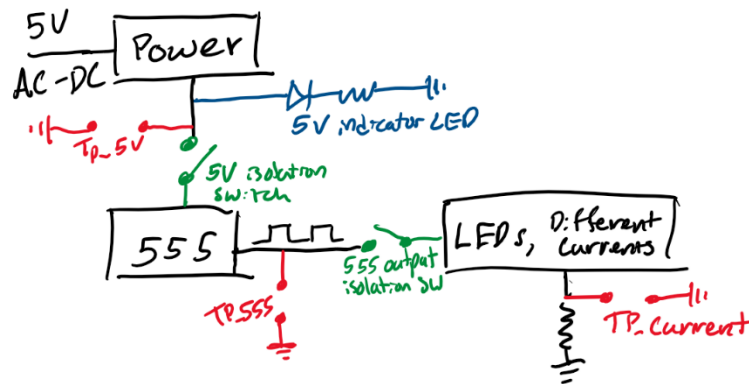 5V
AC-DC
Power
5V indicator LED
TP_5V
5V isolation
switch
555
555 output
isolation SW
LEDs, Different
currents
TP_555
TP_Current